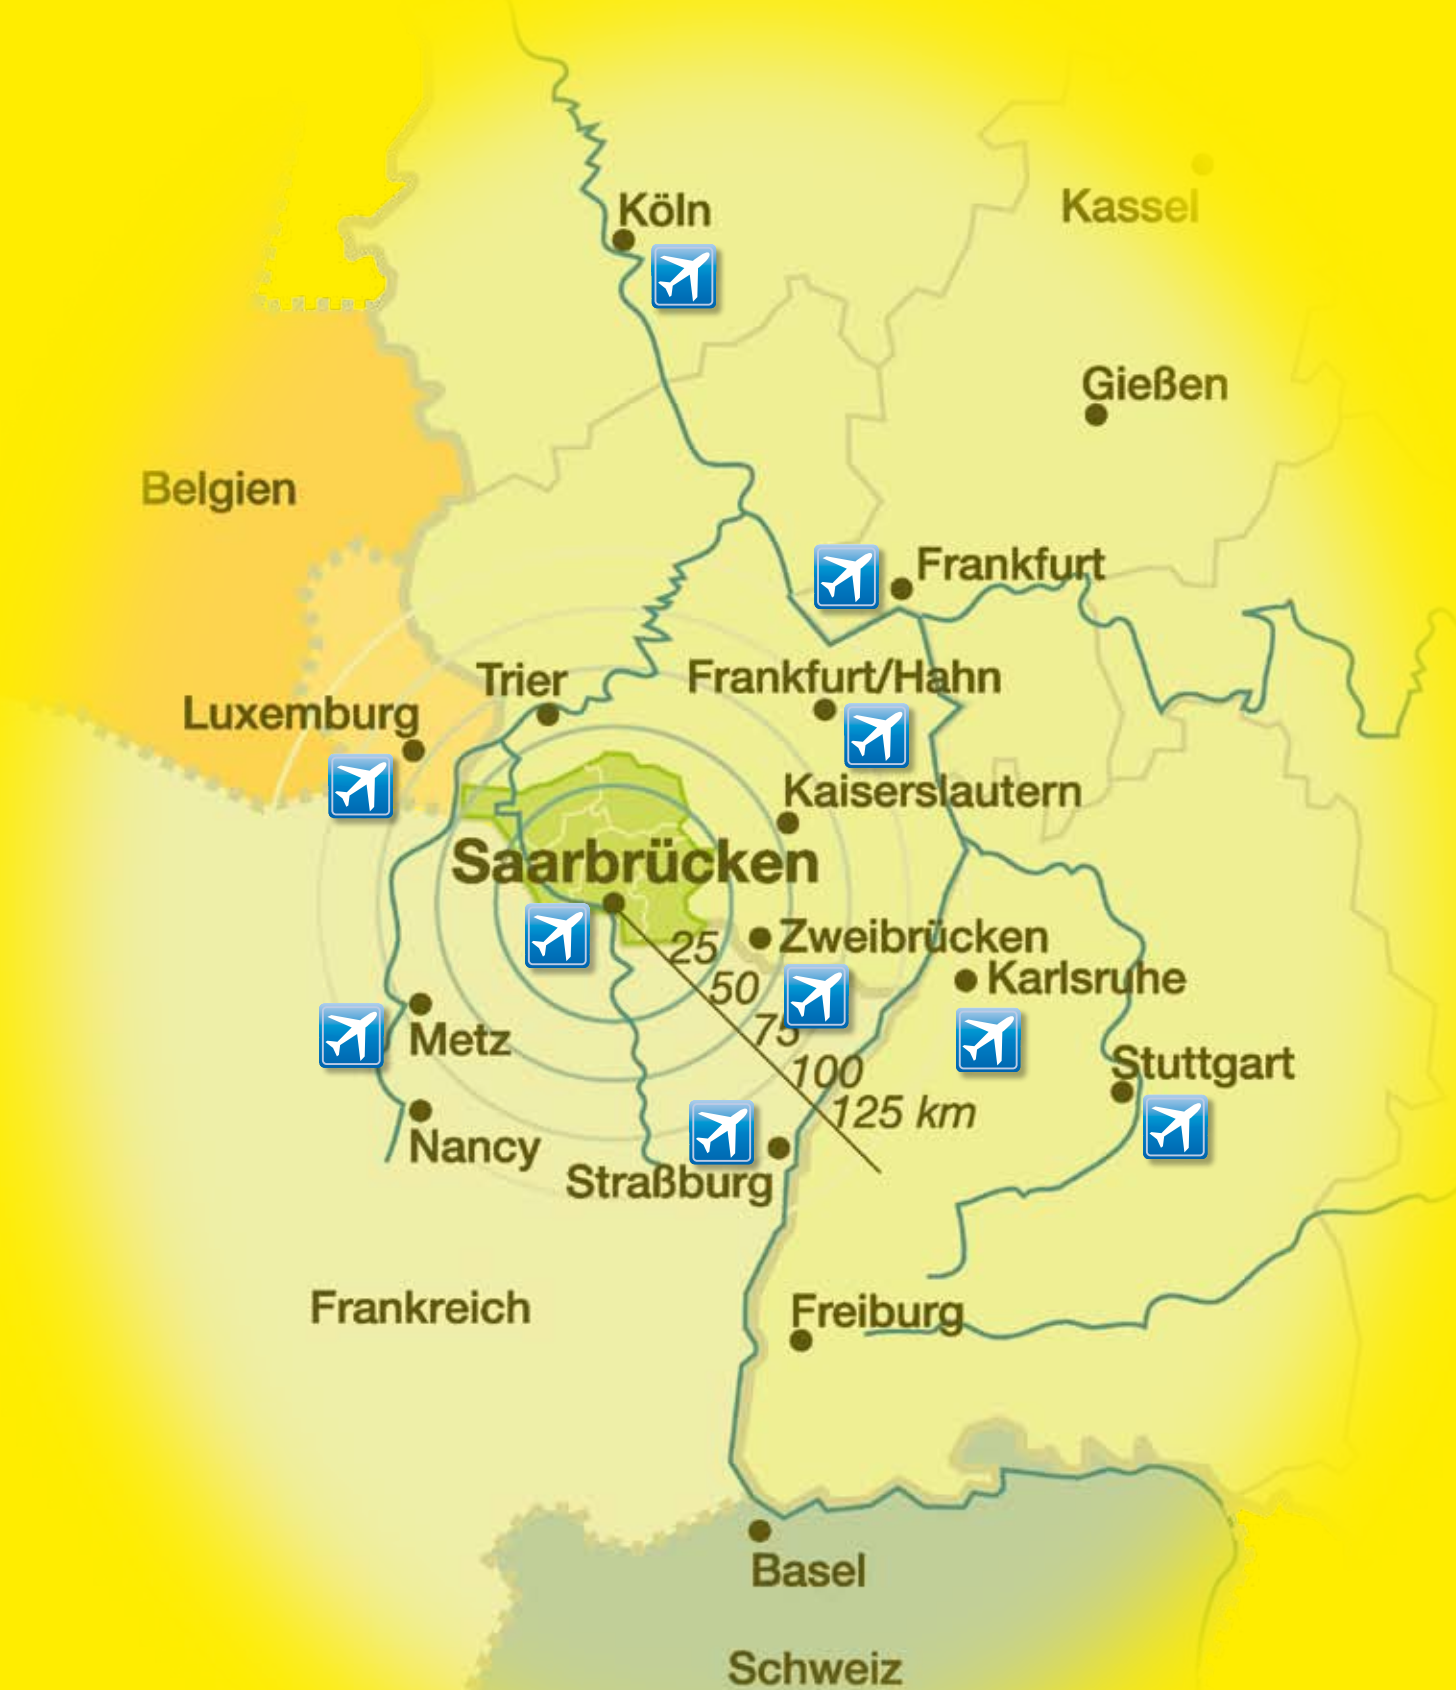 Köln
Kassel
Gießen
Belgien
Frankfurt
Trier
Frankfurt/Hahn
Luxemburg
Kaiserslautern
Saarbrücken
25
Zweibrücken
50
Karlsruhe
75
Metz
100
Stuttgart
125 km
Nancy
Straßburg
Frankreich
Freiburg
Basel
Schweiz